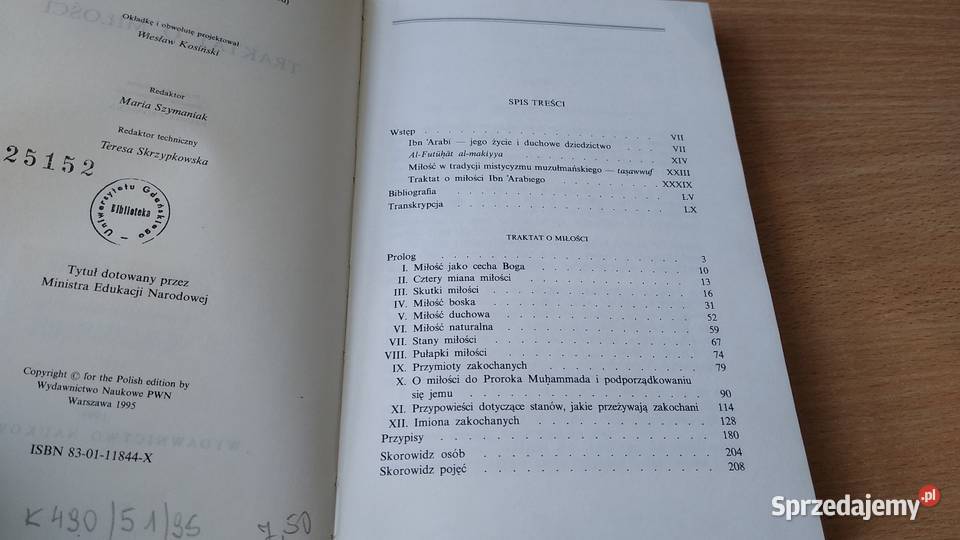 Okładkę i obwolutę projektował
Wiesław Kosiński
Redaktor
Maria Szymaniak
Redaktor techniczny
Teresa Skrzypkowska
25152
Uniwersytetu Gdańskiego
Biblioteka
Tytuł dotowany przez
Ministra Edukacji Narodowej
Copyright © for the Polish edition by
Wydawnictwo Naukowe PWN
Warszawa 1995
ISBN 83-01-11844-X
K 490/51/95 7,50
SPIS TREŚCI
Wstęp . . . VII
Ibn ʿArabi — jego życie i duchowe dziedzictwo . . . VII
Al-Futūḥāt al-makiyya . . . XIV
Miłość w tradycji mistycyzmu muzułmańskiego — taṣawwuf XXIII
Traktat o miłości Ibn ʿArabiego . . . XXXIX
Bibliografia . . . LV
Transkrypcja . . . LX
TRAKTAT O MIŁOŚCI
Prolog . . . 3
I. Miłość jako cecha Boga . . . 10
II. Cztery miana miłości . . . 13
III. Skutki miłości . . . 16
IV. Miłość boska . . . 31
V. Miłość duchowa . . . 52
VI. Miłość naturalna . . . 59
VII. Stany miłości . . . 67
VIII. Pułapki miłości . . . 74
IX. Przymioty zakochanych . . . 79
X. O miłości do Proroka Muḥammada i podporządkowaniu
się jemu . . . 90
XI. Przypowieści dotyczące stanów, jakie przeżywają zakochani 114
XII. Imiona zakochanych . . . 128
Przypisy . . . 180
Skorowidz osób . . . 204
Skorowidz pojęć . . . 208
Sprzedajemy.pl